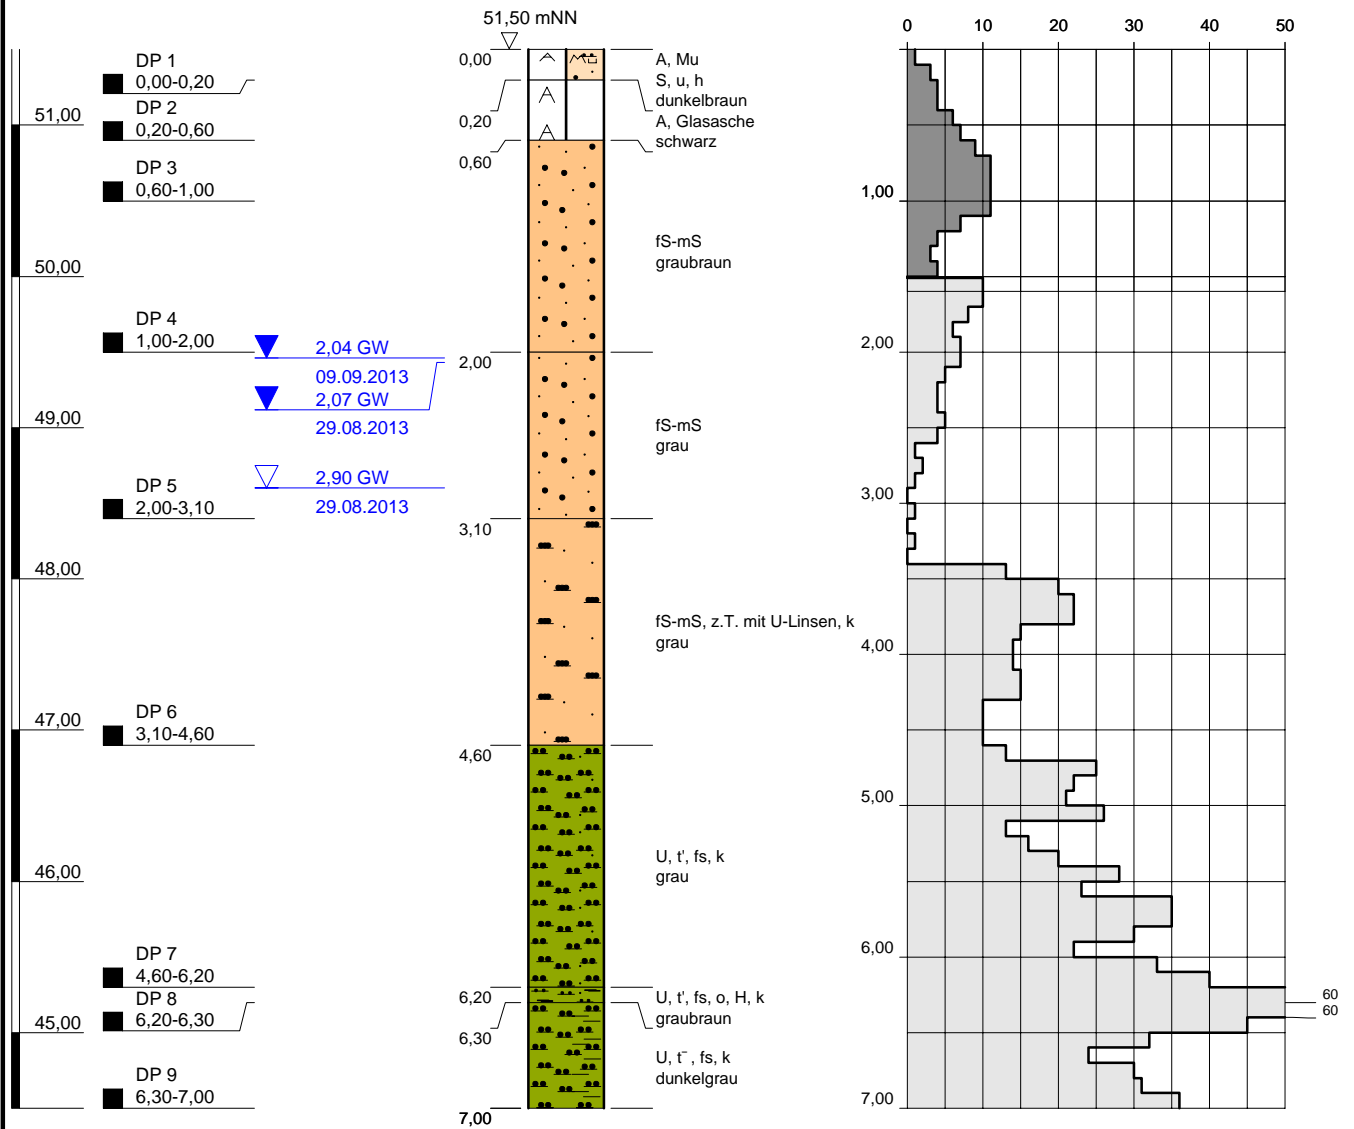 51,50 mNN
51,00
50,00
49,00
48,00
47,00
46,00
45,00
DP 1
0,00-0,20
DP 2
0,20-0,60
DP 3
0,60-1,00
DP 4
1,00-2,00
DP 5
2,00-3,10
DP 6
3,10-4,60
DP 7
4,60-6,20
DP 8
6,20-6,30
DP 9
6,30-7,00
2,04 GW
09.09.2013
2,07 GW
29.08.2013
2,90 GW
29.08.2013
0,00
0,20
0,60
2,00
3,10
4,60
6,20
6,30
7,00
A, Mu
S, u, h
dunkelbraun
A, Glasasche
schwarz
fS-mS
graubraun
fS-mS
grau
fS-mS, z.T. mit U-Linsen, k
grau
U, t', fs, k
grau
U, t', fs, o, H, k
graubraun
U, t¯, fs, k
dunkelgrau
0 10 20 30 40 50
1,00
2,00
3,00
4,00
5,00
6,00
7,00
60
60